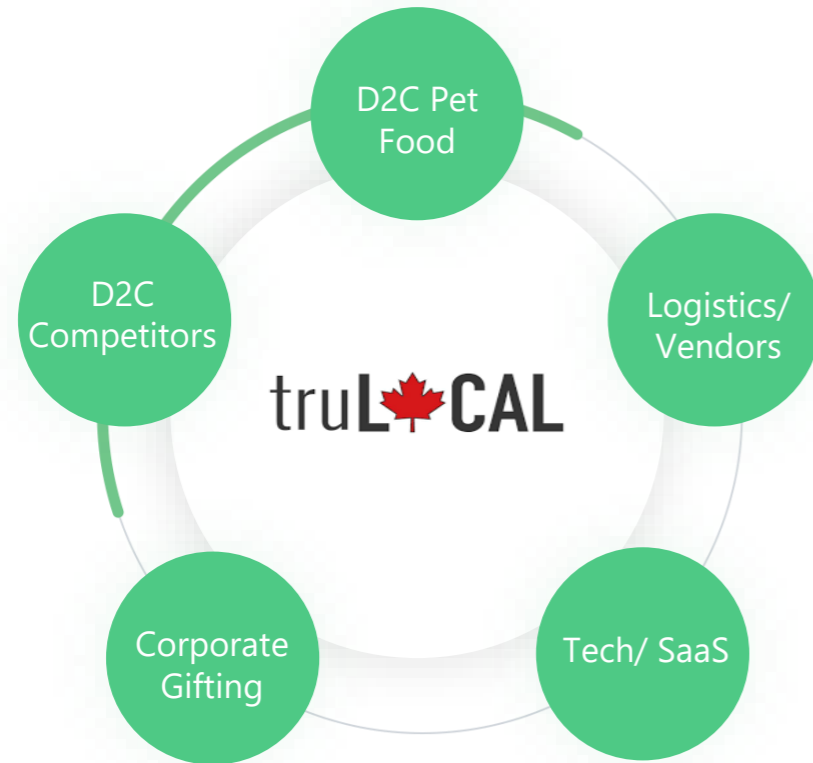 D2C Pet
Food
D2C
Competitors
Logistics/
Vendors
truLCAL
Corporate
Gifting
Tech/ SaaS